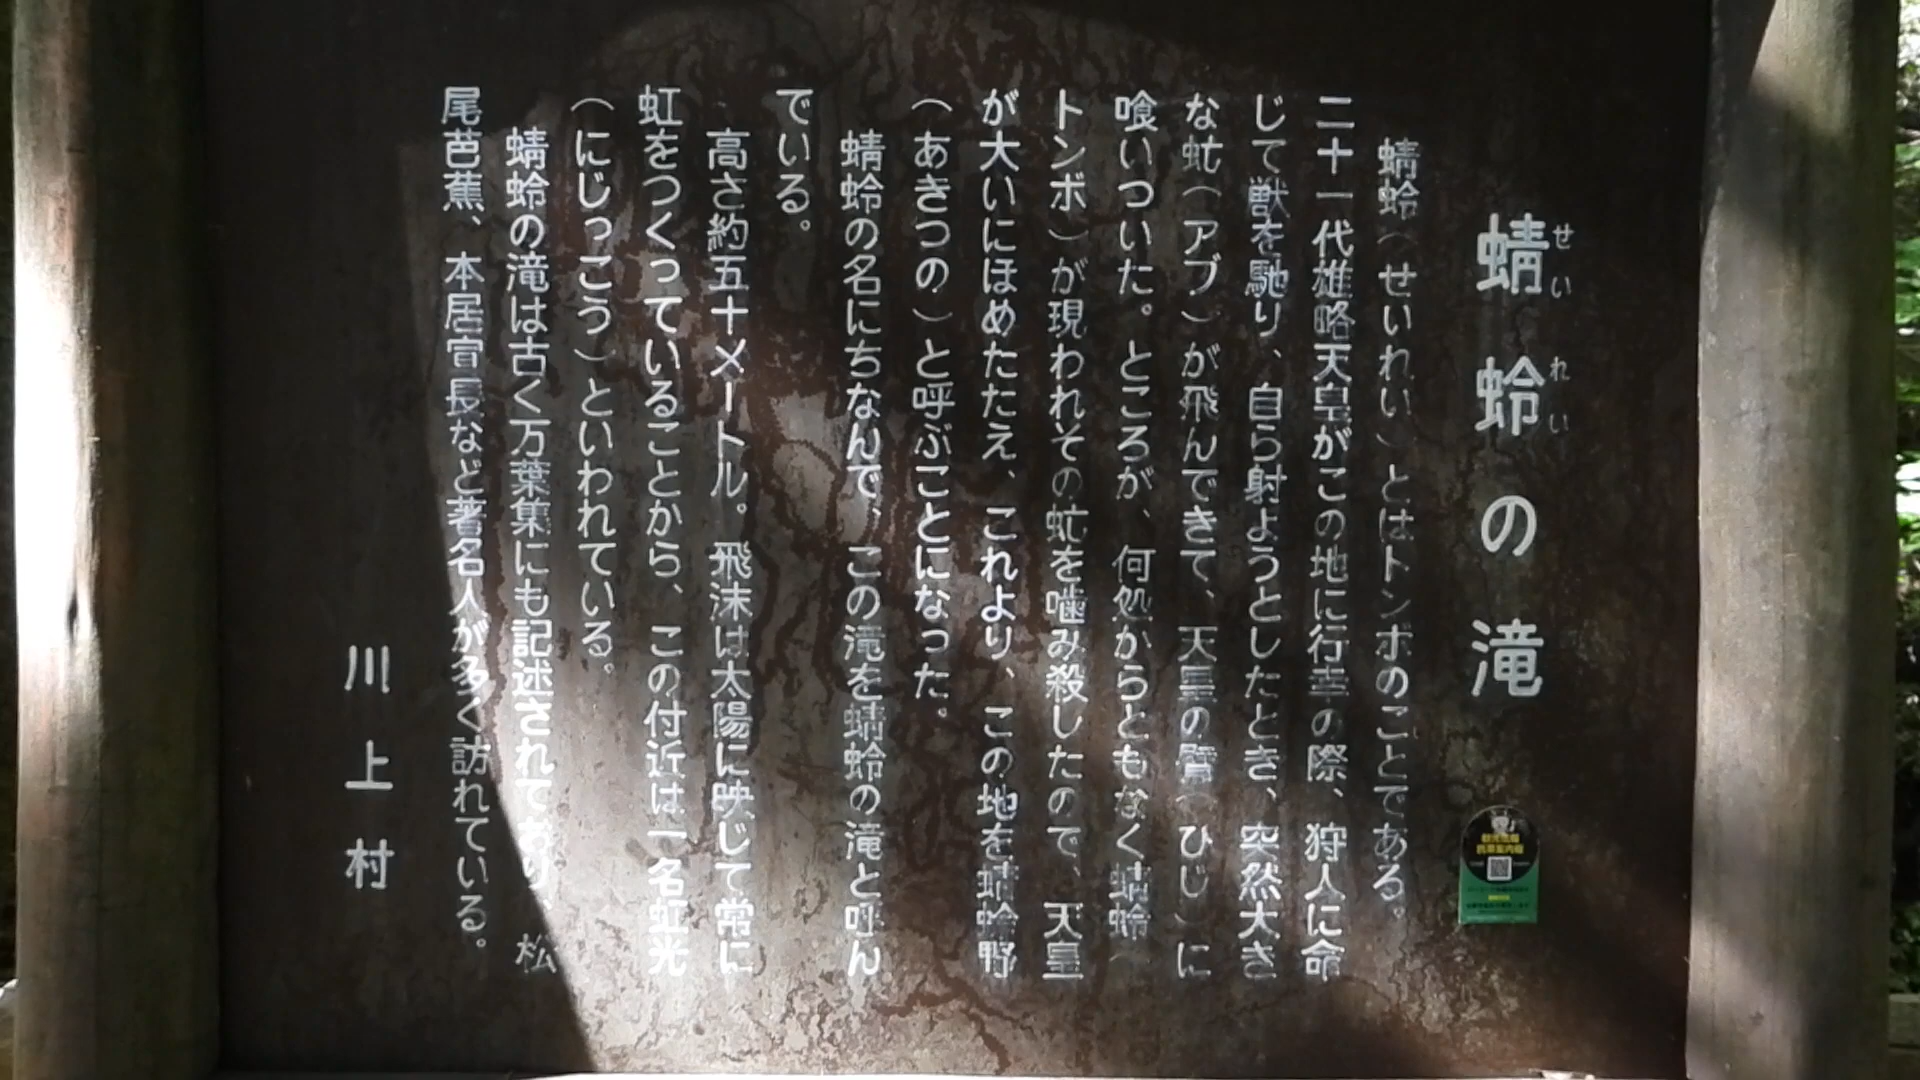 蜻蛉の滝
せいれい
蜻蛉（せいれい）とはトンボのことである。
二十一代雄略天皇がこの地に行幸の際、狩人に命
じて獣を馳り、自ら射ようとしたとき、突然大き
な虻（アブ）が飛んできて、天皇の臂（ひじ）に
喰いついた。ところが、何処からともなく蜻蛉（
トンボ）が現われその虻を噛み殺したので、天皇
が大いにほめたたえ、これより、この地を蜻蛉野
（あきつの）と呼ぶことになった。
蜻蛉の名にちなんで、この滝を蜻蛉の滝と呼ん
でいる。
高さ約五十メートル。飛沫は太陽に映じて常に
虹をつくっていることから、この付近は一名虹光
（にじっこう）といわれている。
蜻蛉の滝は古く万葉集にも記述されており、松
尾芭蕉、本居宣長など著名人が多く訪れている。
川上村